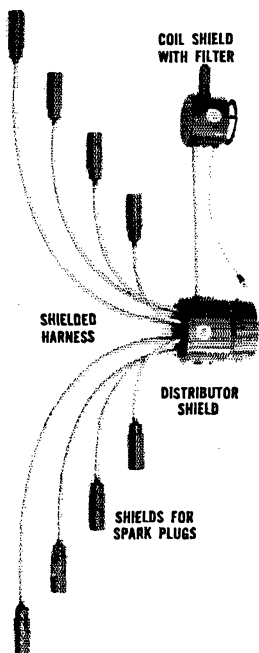 COIL SHIELD
WITH FILTER
SHIELDED
HARNESS
DISTRIBUTOR
SHIELD
SHIELDS FOR
SPARK PLUGS